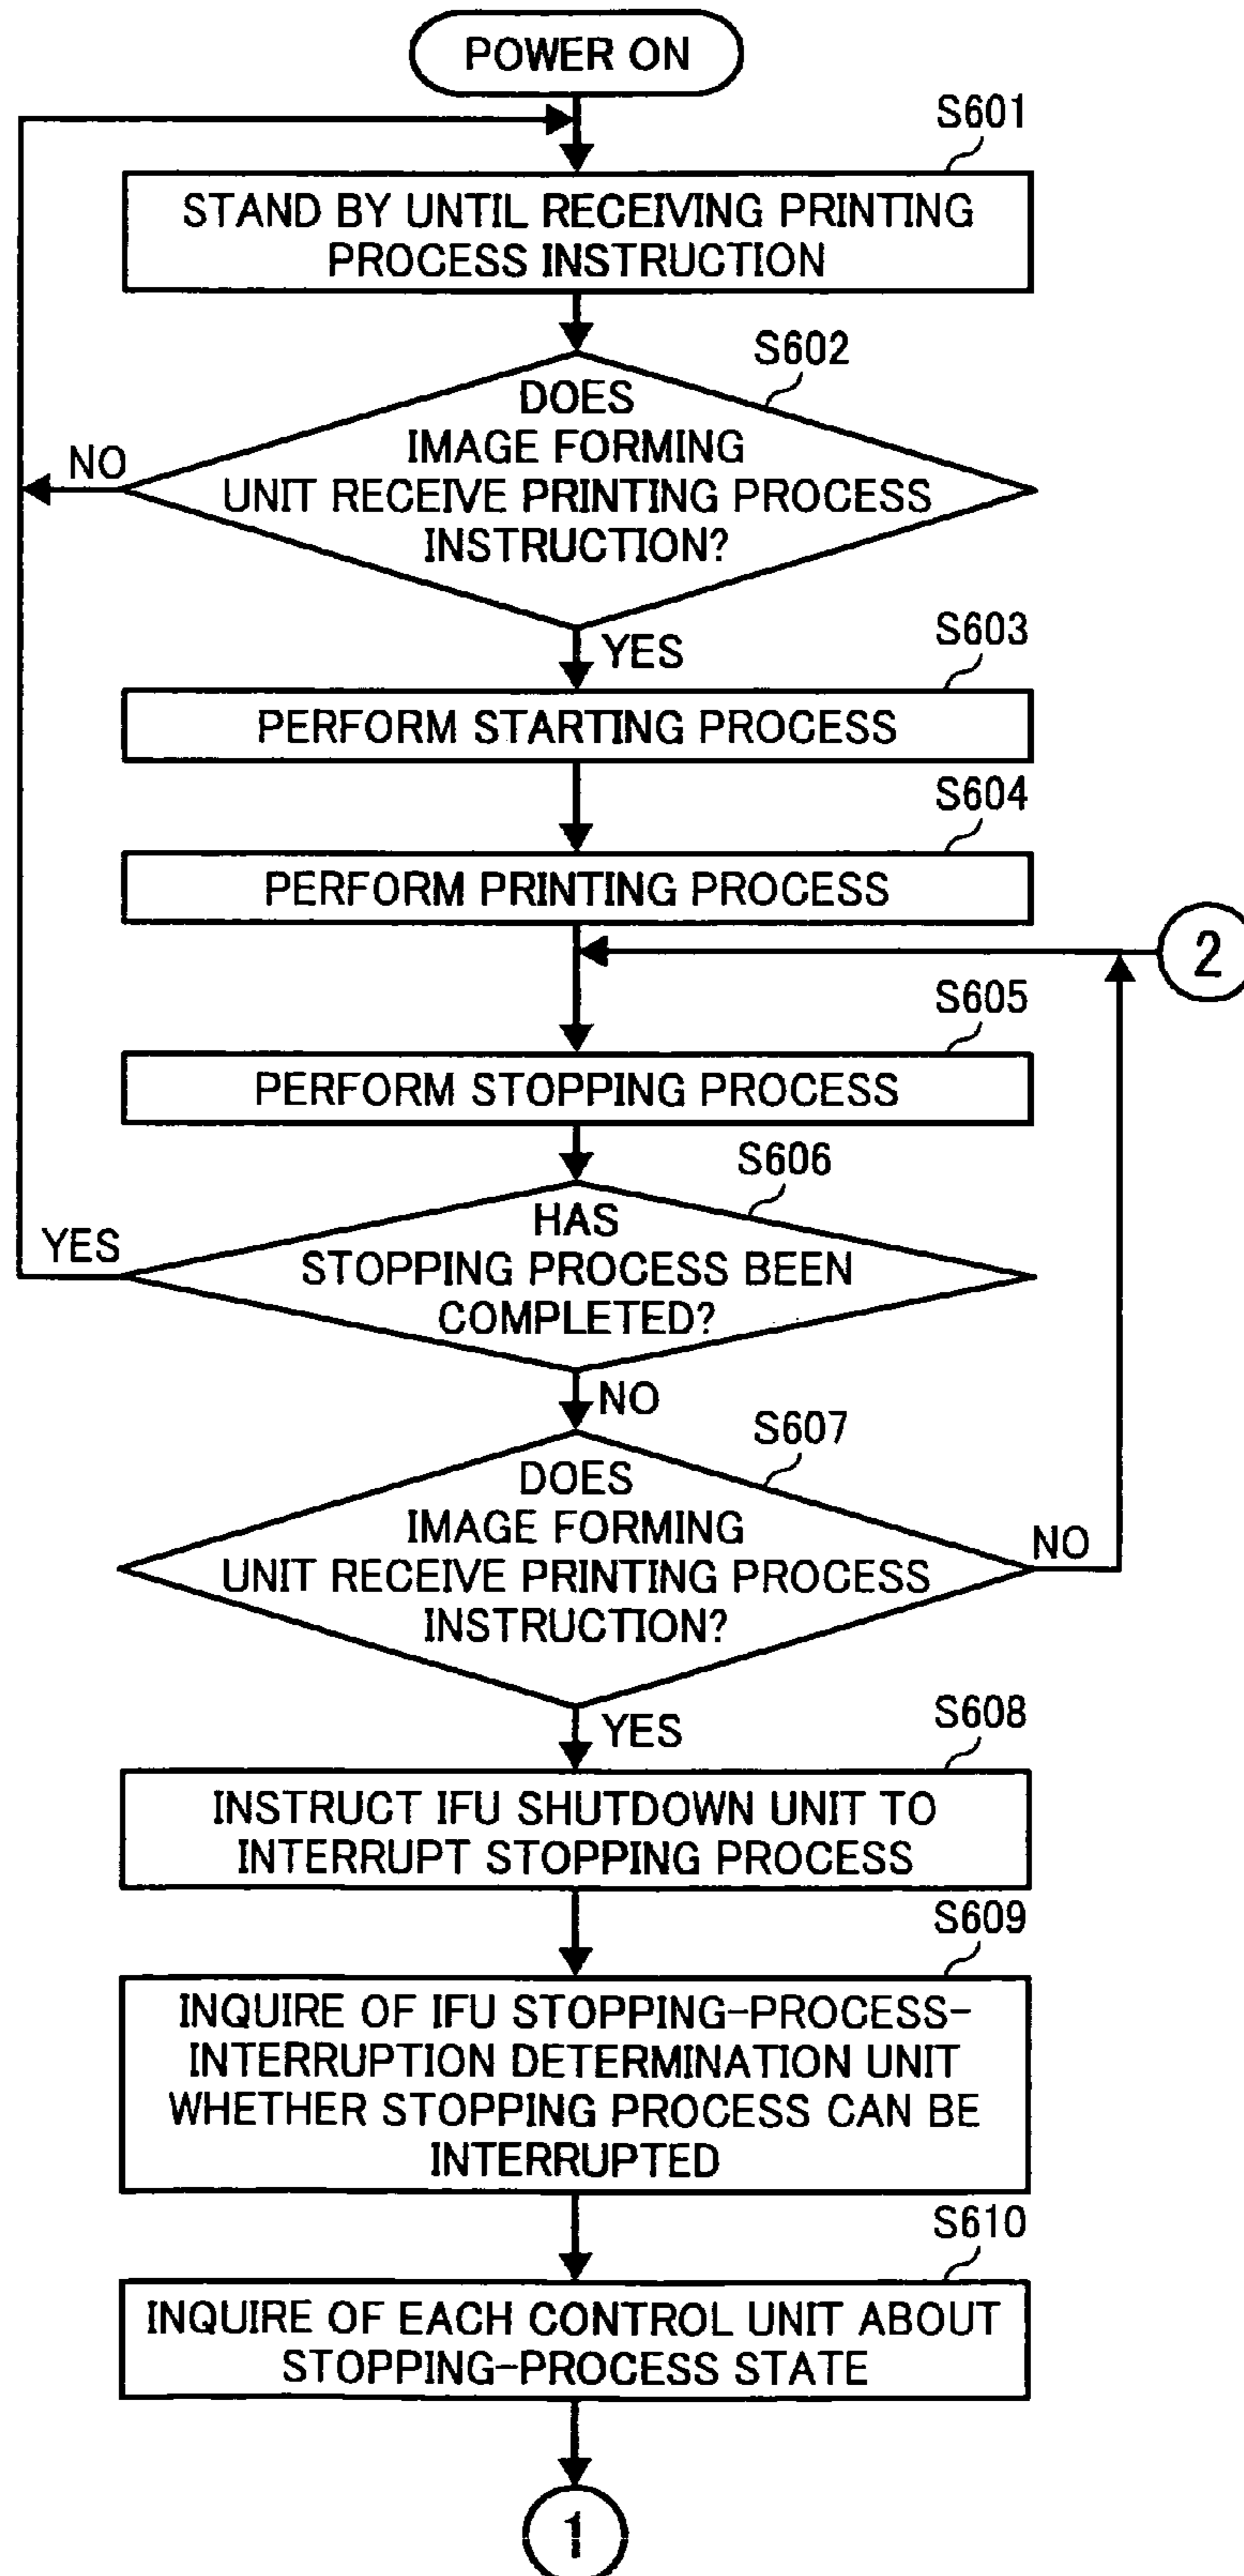 POWER ON
S601
STAND BY UNTIL RECEIVING PRINTING
PROCESS INSTRUCTION
S602
DOES
IMAGE FORMING
UNIT RECEIVE PRINTING PROCESS
INSTRUCTION?
NO
YES
S603
PERFORM STARTING PROCESS
S604
PERFORM PRINTING PROCESS
2
S605
PERFORM STOPPING PROCESS
S606
HAS
STOPPING PROCESS BEEN
COMPLETED?
YES
NO
S607
DOES
IMAGE FORMING
UNIT RECEIVE PRINTING PROCESS
INSTRUCTION?
NO
YES
S608
INSTRUCT IFU SHUTDOWN UNIT TO
INTERRUPT STOPPING PROCESS
S609
INQUIRE OF IFU STOPPING-PROCESS-
INTERRUPTION DETERMINATION UNIT
WHETHER STOPPING PROCESS CAN BE
INTERRUPTED
S610
INQUIRE OF EACH CONTROL UNIT ABOUT
STOPPING-PROCESS STATE
1